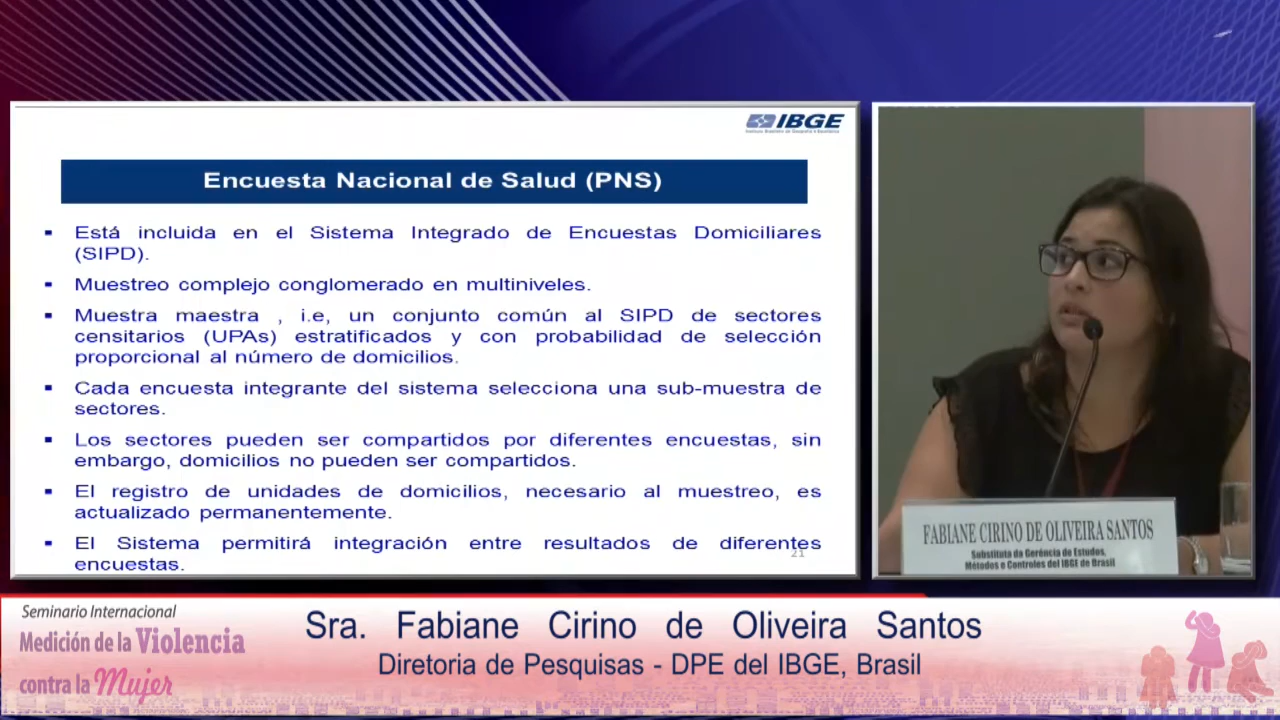 IBGE
Encuesta Nacional de Salud (PNS)
Está incluida en el Sistema Integrado de Encuestas Domiciliares
(SIPD).
Muestreo complejo conglomerado en multiniveles.
Muestra maestra , i.e, un conjunto común al SIPD de sectores
censitarios (UPAs) estratificados y con probabilidad de selección
proporcional al número de domicilios.
Cada encuesta integrante del sistema selecciona una sub-muestra de
sectores.
Los sectores pueden ser compartidos por diferentes encuestas, sin
embargo, domicilios no pueden ser compartidos.
El registro de unidades de domicilios, necesario al muestreo, es
actualizado permanentemente.
El Sistema permitirá integración entre resultados de diferentes
encuestas.
21
FABIANE CIRINO DE OLIVEIRA SANTOS
Substituta da Gerência de Estudos,
Métodos e Controles del IBGE de Brasil
Seminario Internacional
Medición de la Violencia
contra la Mujer
Sra. Fabiane Cirino de Oliveira Santos
Diretoria de Pesquisas - DPE del IBGE, Brasil